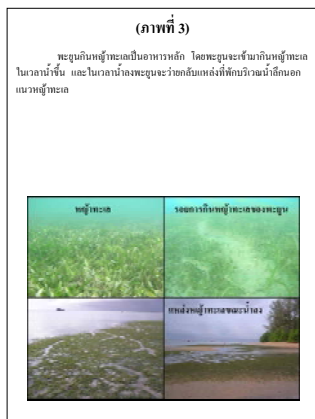 (ภาพที่ 3)
พะยูนกินหญ้าทะเลเป็นอาหารหลัก โดยพะยูนจะเข้ามากินหญ้าทะเล
ในเวลาน้ำขึ้น และในเวลาน้ำลงพะยูนจะว่ายกลับแหล่งที่พักบริเวณน้ำลึกนอก
แนวหญ้าทะเล
หญ้าทะเล
รอยการกินหญ้าทะเลของพะยูน
แหล่งหญ้าทะเลขณะน้ำลง